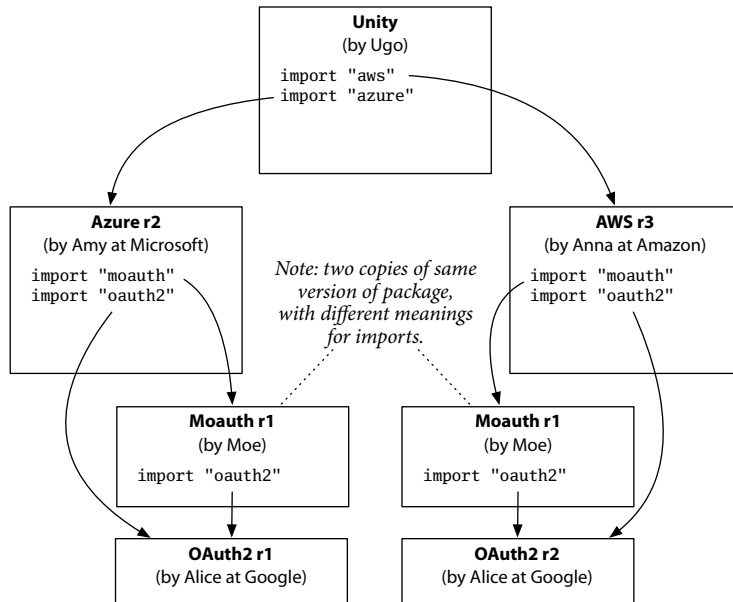 Unity
(by Ugo)
import "aws"
import "azure"
Azure r2
(by Amy at Microsoft)
import "moauth"
import "oauth2"
AWS r3
(by Anna at Amazon)
import "moauth"
import "oauth2"
Note: two copies of same
version of package,
with different meanings
for imports.
Moauth r1
(by Moe)
import "oauth2"
Moauth r1
(by Moe)
import "oauth2"
OAuth2 r1
(by Alice at Google)
OAuth2 r2
(by Alice at Google)